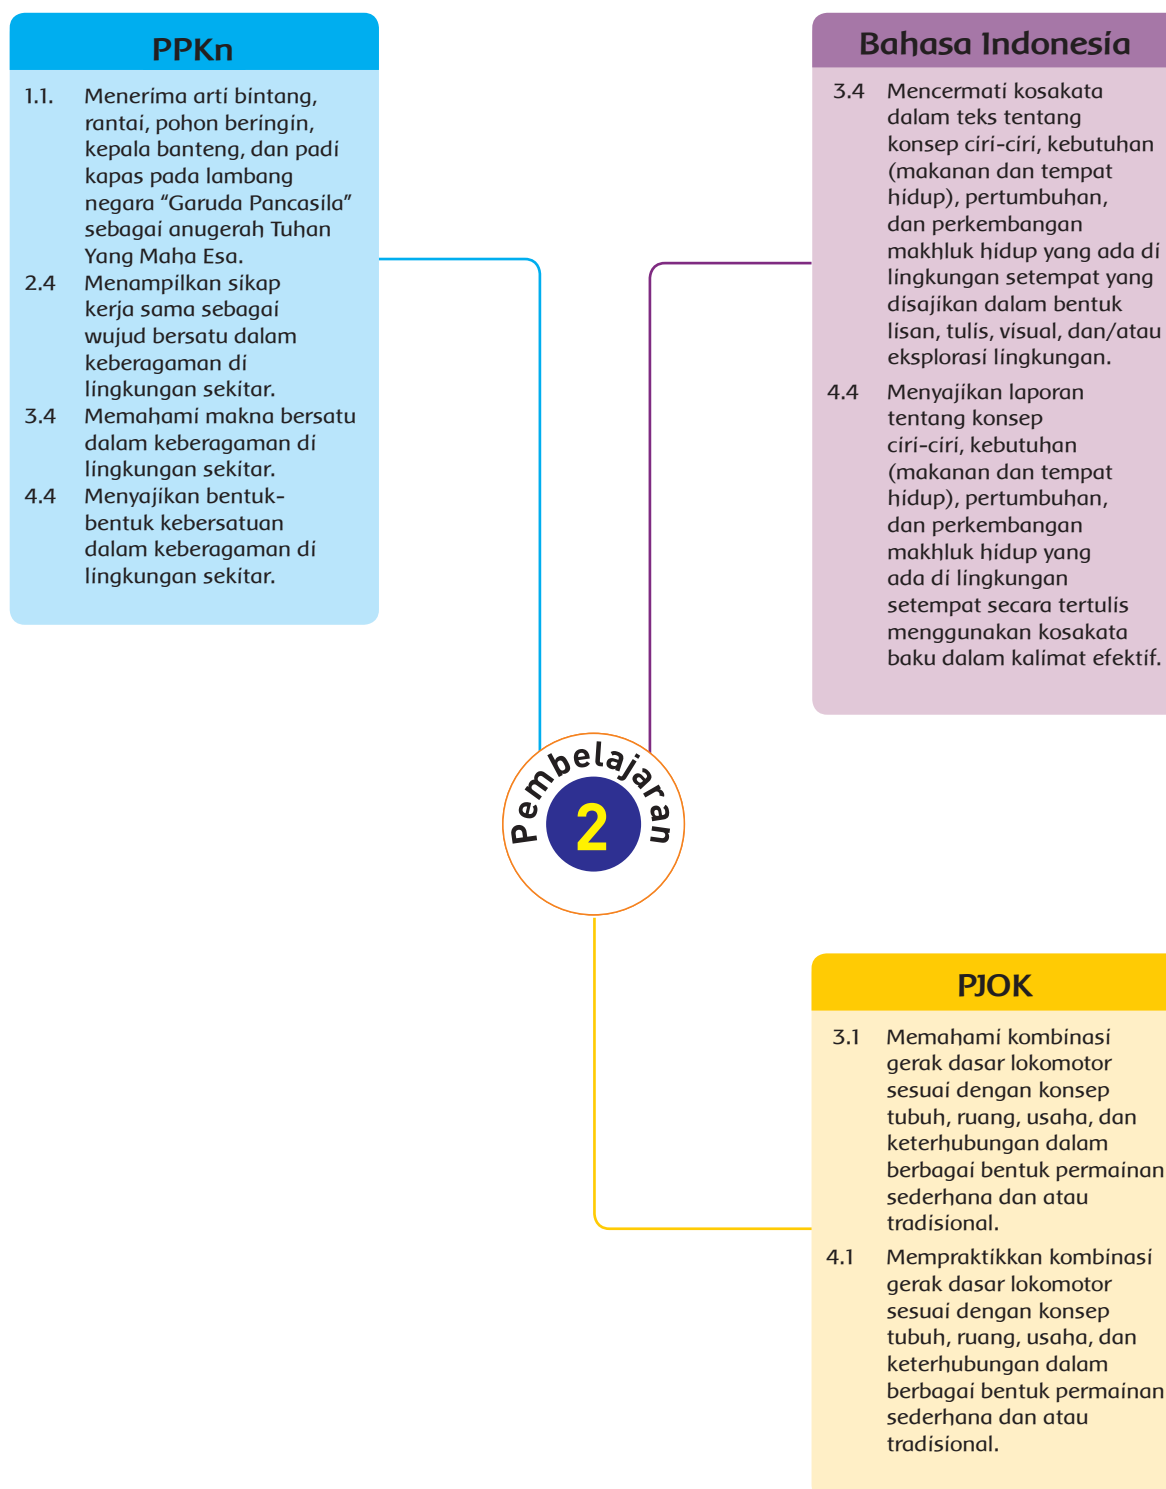 PPKn
1.1. Menerima arti bintang,
rantai, pohon beringin,
kepala banteng, dan padi
kapas pada lambang
negara “Garuda Pancasila”
sebagai anugerah Tuhan
Yang Maha Esa.
2.4 Menampilkan sikap
kerja sama sebagai
wujud bersatu dalam
keberagaman di
lingkungan sekitar.
3.4 Memahami makna bersatu
dalam keberagaman di
lingkungan sekitar.
4.4 Menyajikan bentuk-
bentuk kebersatuan
dalam keberagaman di
lingkungan sekitar.
Bahasa Indonesia
3.4 Mencermati kosakata
dalam teks tentang
konsep ciri-ciri, kebutuhan
(makanan dan tempat
hidup), pertumbuhan,
dan perkembangan
makhluk hidup yang ada di
lingkungan setempat yang
disajikan dalam bentuk
lisan, tulis, visual, dan/atau
eksplorasi lingkungan.
4.4 Menyajikan laporan
tentang konsep
ciri-ciri, kebutuhan
(makanan dan tempat
hidup), pertumbuhan,
dan perkembangan
makhluk hidup yang
ada di lingkungan
setempat secara tertulis
menggunakan kosakata
baku dalam kalimat efektif.
Pembelajaran
2
PJOK
3.1 Memahami kombinasi
gerak dasar lokomotor
sesuai dengan konsep
tubuh, ruang, usaha, dan
keterhubungan dalam
berbagai bentuk permainan
sederhana dan atau
tradisional.
4.1 Mempraktikkan kombinasi
gerak dasar lokomotor
sesuai dengan konsep
tubuh, ruang, usaha, dan
keterhubungan dalam
berbagai bentuk permainan
sederhana dan atau
tradisional.